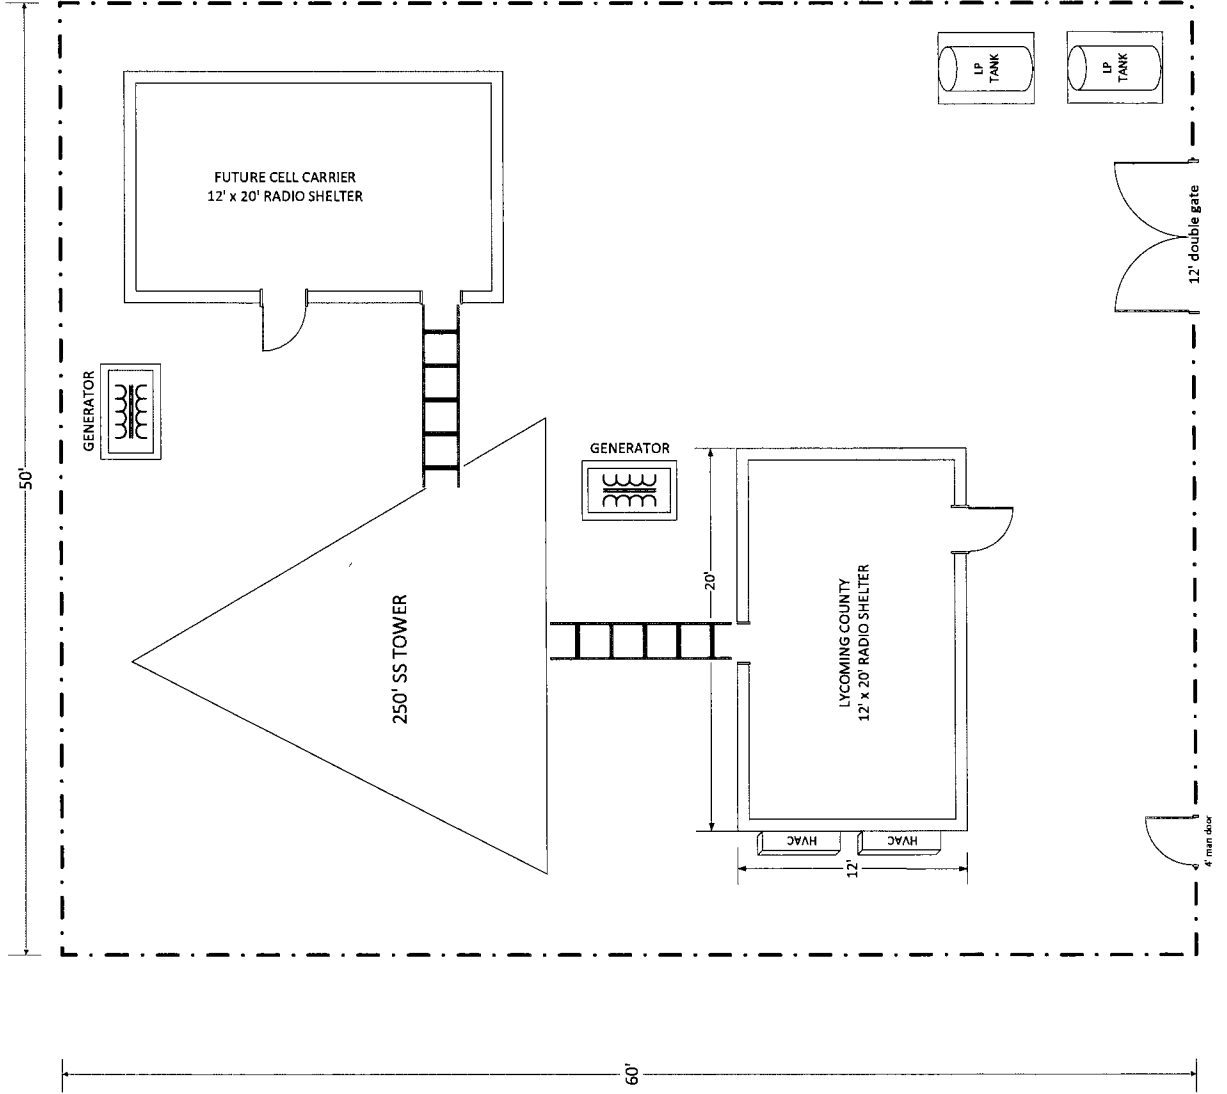 LP
TANK
LP
TANK
FUTURE CELL CARRIER
12' x 20' RADIO SHELTER
12' double gate
GENERATOR
50'
GENERATOR
20'
250' SS TOWER
LYCOMING COUNTY
12' x 20' RADIO SHELTER
HVAC
HVAC
12'
4' man door
60'